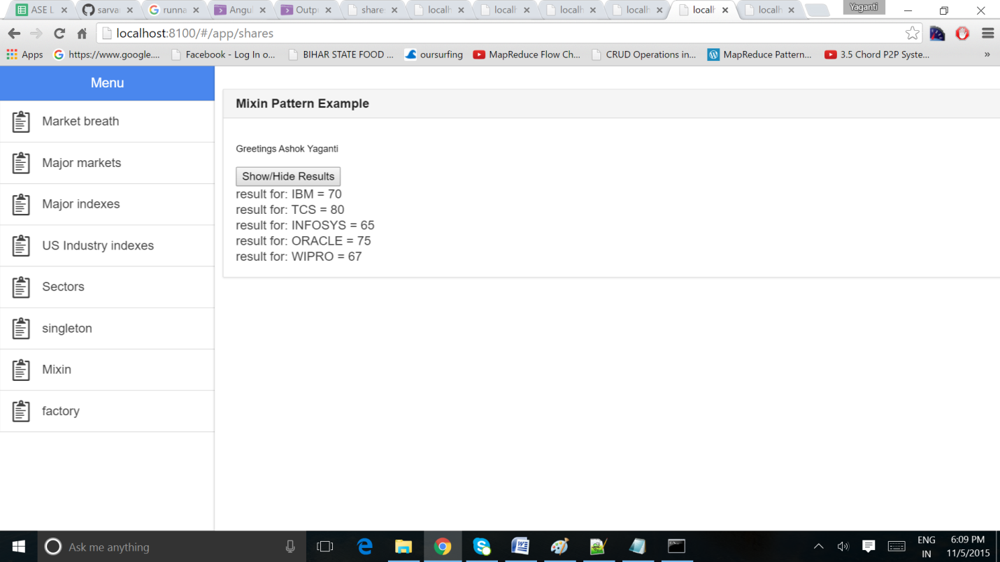 ASE L
sarva
runna
Angul
Outpu
share
localh
localh
localh
localh
localh
localh
Yaganti
localhost:8100/#/app/shares
Apps
https://www.google....
Facebook - Log In o...
BIHAR STATE FOOD ...
oursurfing
MapReduce Flow Ch...
CRUD Operations in...
MapReduce Pattern...
3.5 Chord P2P Syste...
»
Menu
Market breath
Major markets
Major indexes
US Industry indexes
Sectors
singleton
Mixin
factory
Mixin Pattern Example
Greetings Ashok Yaganti
Show/Hide Results
result for: IBM = 70
result for: TCS = 80
result for: INFOSYS = 65
result for: ORACLE = 75
result for: WIPRO = 67
Ask me anything
ENG
IN
6:09 PM
11/5/2015